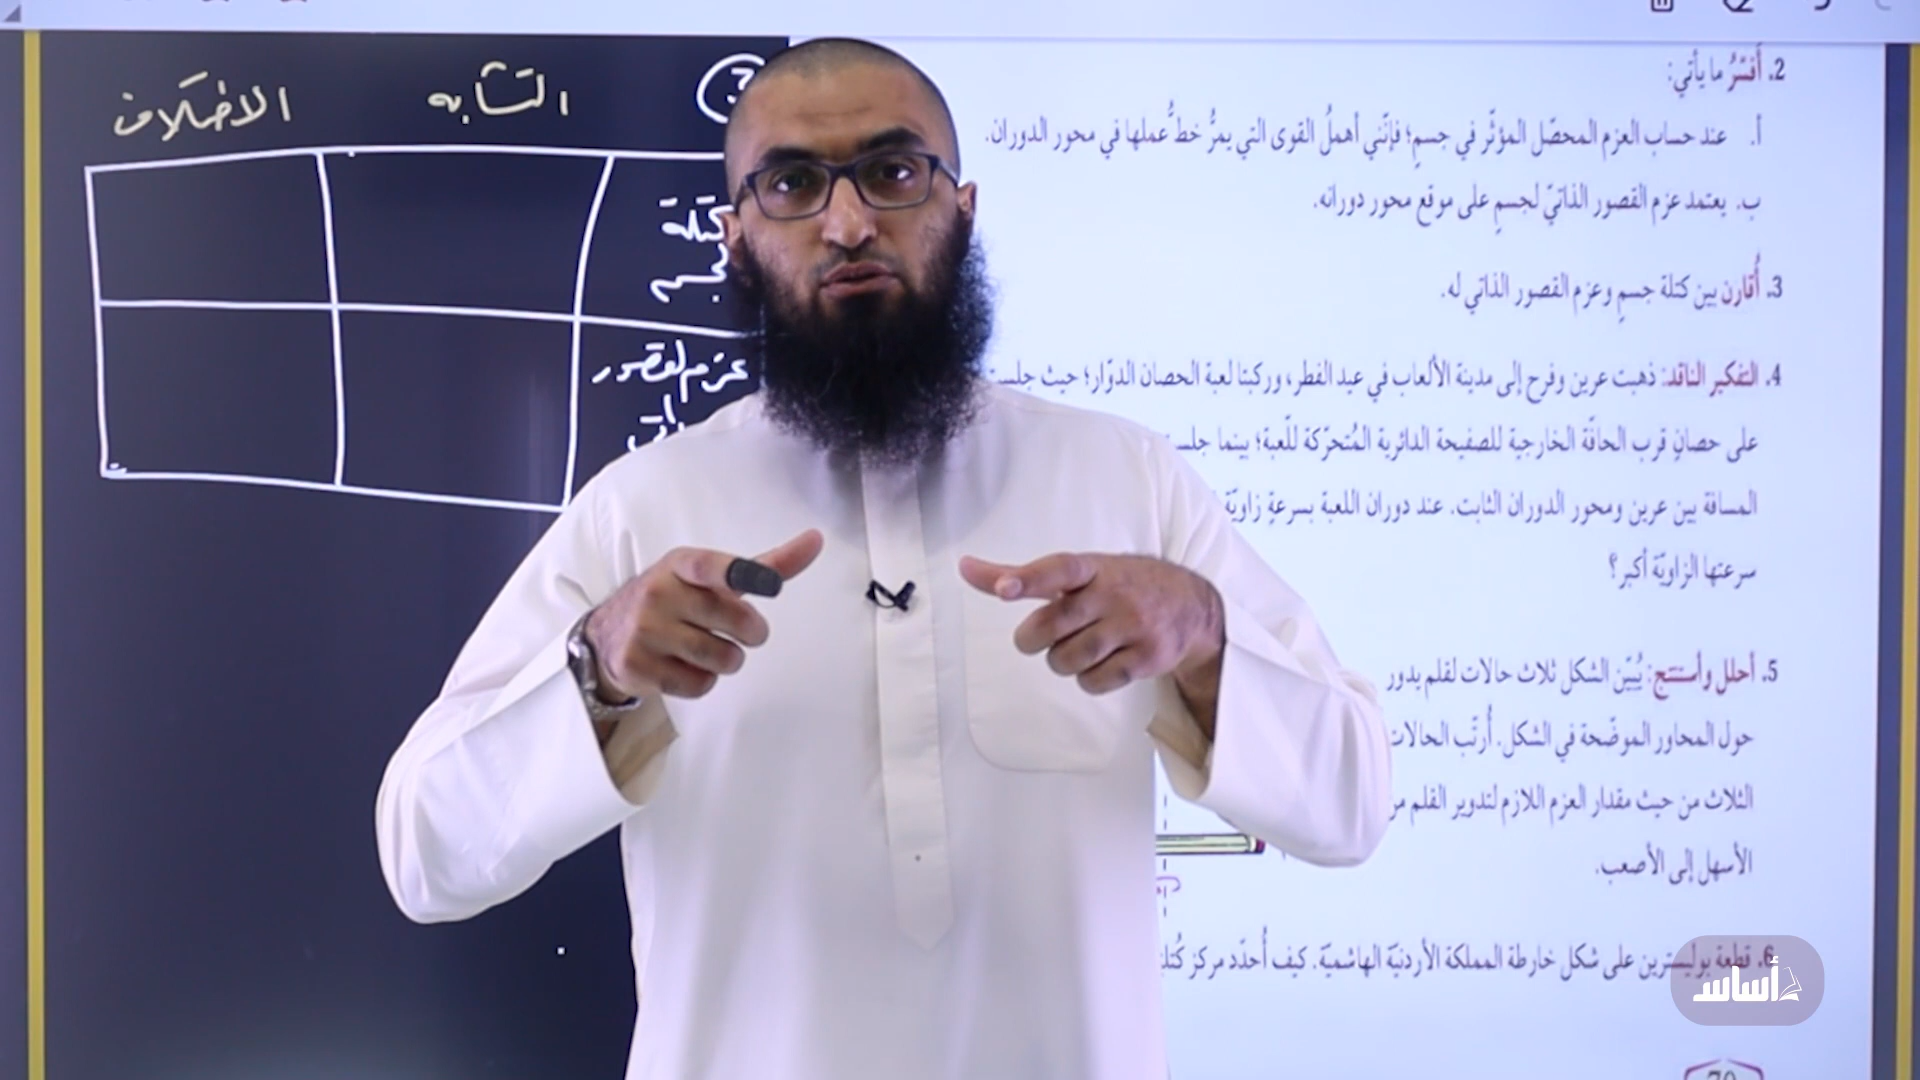 2. أُفسّرُ ما يأتي:
أ. عند حساب العزم المحصّل المؤثّر في جسمٍ؛ فإنّني أهملُ القوى التي يمرُّ خطُّ عملها في محور الدوران.
ب. يعتمد عزم القصور الذاتيّ لجسمٍ على موقع محور دورانه.
3. أُقارن بين كتلة جسمٍ وعزم القصور الذاتي له.
4. التفكير الناقد: ذهبت عرين وفرح إلى مدينة الألعاب في عيد الفطر، وركبتا لعبة الحصان الدوّار؛ حيث جلست
على حصانٍ قرب الحافّة الخارجية للصفيحة الدائرية المُتحرّكة للّعبة؛ بينما جلست
المسافة بين عرين ومحور الدوران الثابت. عند دوران اللعبة بسرعةٍ زاويّة
سرعتها الزاويّة أكبر؟
5. أحلل وأستنتج: يُبيّن الشكل ثلاث حالات لقلم يدور
حول المحاور الموضّحة في الشكل. أُرتّب الحالات
الثلاث من حيث مقدار العزم اللازم لتدوير القلم من
الأسهل إلى الأصعب.
6. قطعة بوليسترين على شكل خارطة المملكة الأردنيّة الهاشميّة. كيف أُحدّد مركز
3 التشابه الاختلاف
كتلة
عزم القصور
أساس